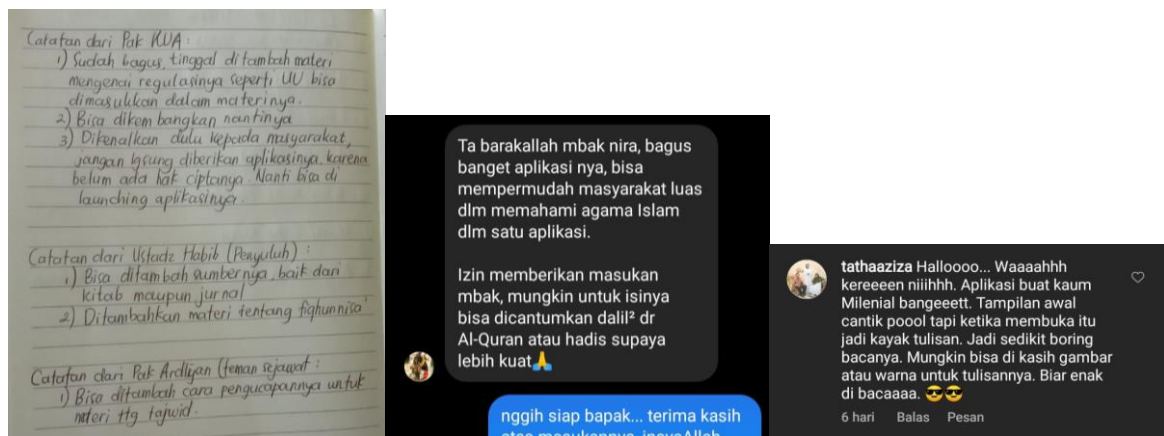 Catatan dari Pak KUA :
1) Sudah bagus, tinggal ditambah materi
mengenai regulasinya seperti UU bisa
dimasukkan dalam materinya.
2) Bisa dikembangkan nantinya
3) Dikenalkan dulu kepada masyarakat,
jangan lgsung diberikan aplikasinya, karena
belum ada hak ciptanya. Nanti bisa di
launching aplikasinya.
Catatan dari Ustadz Habib (Penyuluh) :
1) Bisa ditambah sumbernya, baik dari
kitab maupun jurnal
2) Ditambahkan materi tentang fiqhunnisa'
Catatan dari Pak Ardliyan (teman sejawat :
1) Bisa ditambah cara pengucapannya untuk
materi ttg tajwid.
Ta barakallah mbak nira, bagus
banget aplikasi nya, bisa
mempermudah masyarakat luas
dlm memahami agama Islam
dlm satu aplikasi.
Izin memberikan masukan
mbak, mungkin untuk isinya
bisa dicantumkan dalil² dr
Al-Quran atau hadis supaya
lebih kuat🙏
nggih siap bapak... terima kasih
atas masukannya, insyaAllah
tathaaziza Halloooo... Waaaahhh
kereeeen niiihhh. Aplikasi buat kaum
Milenial bangeeett. Tampilan awal
cantik poool tapi ketika membuka itu
jadi kayak tulisan. Jadi sedikit boring
bacanya. Mungkin bisa di kasih gambar
atau warna untuk tulisannya. Biar enak
di bacaaaa. 😎😎
6 hari Balas Pesan